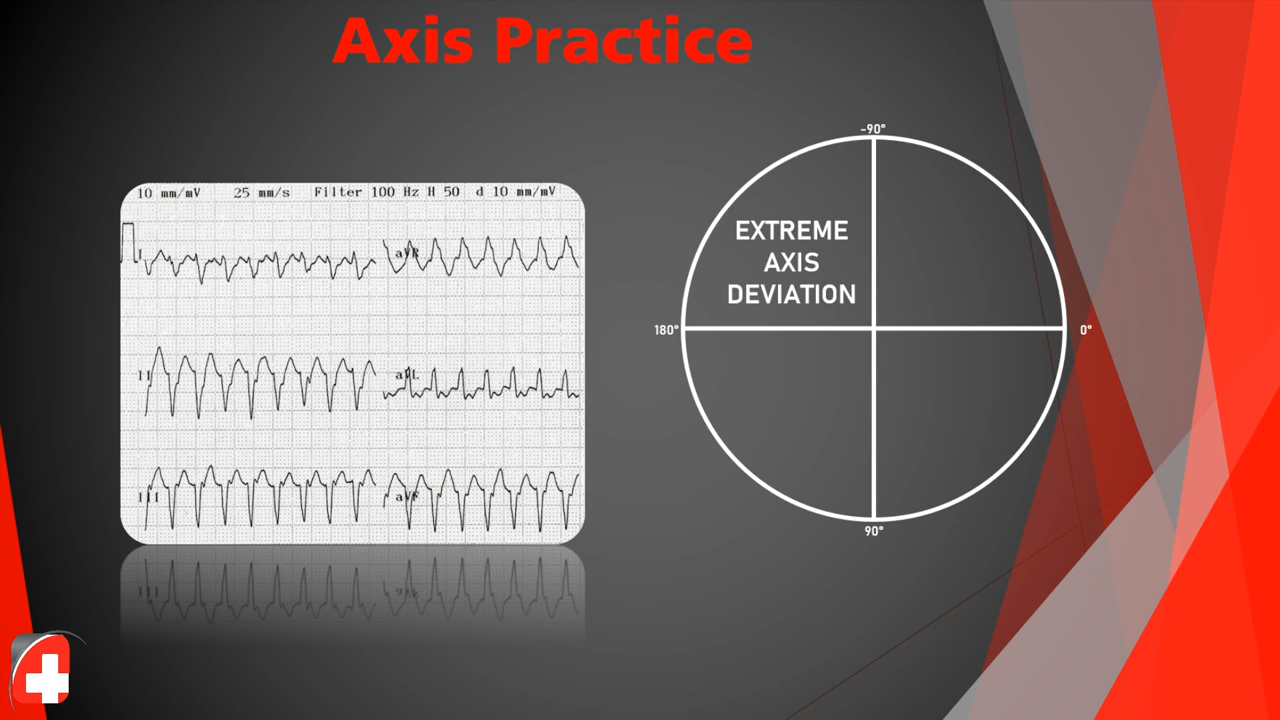 Axis Practice
10 mm/mV 25 mm/s Filter 100 Hz H 50 d 10 mm/mV
I aVR
II aVL
III aVF
-90°
EXTREME
AXIS
DEVIATION
180° 0°
90°